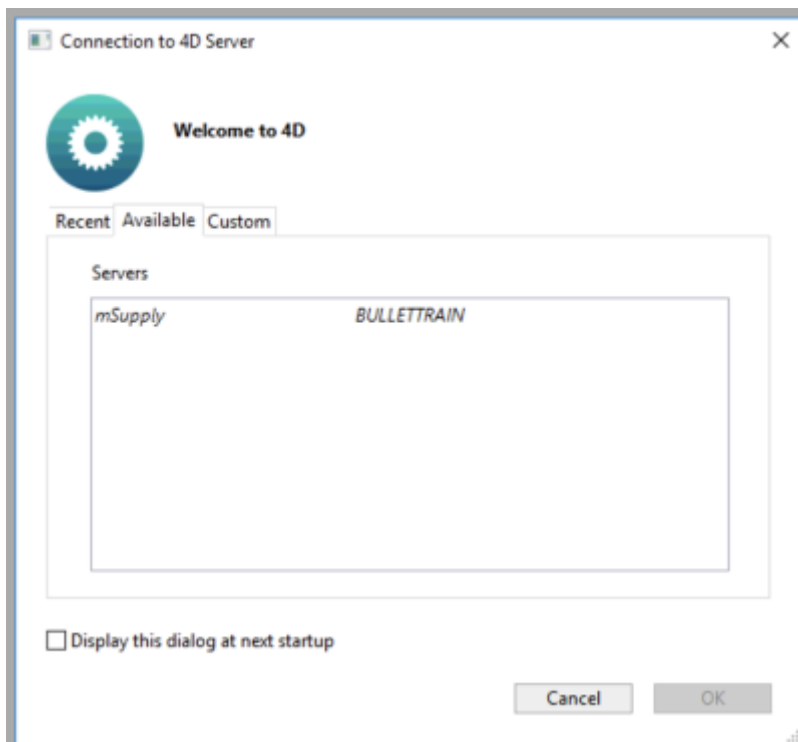 Connection to 4D Server
Welcome to 4D
Recent Available Custom
Servers
mSupply BULLETTRAIN
Display this dialog at next startup
Cancel OK